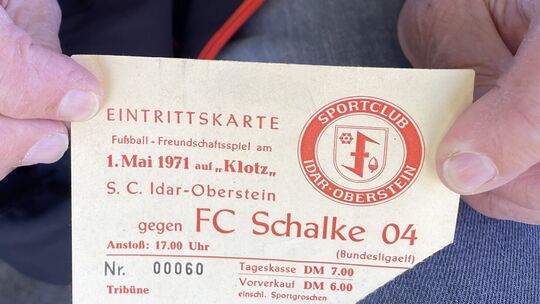 EINTRITTSKARTE
Fußball - Freundschaftsspiel am
1. Mai 1971 auf „Klotz„
S. C. Idar-Oberstein
gegen FC Schalke 04
(Bundesligaelf)
Anstoß: 17.00 Uhr
Nr. 00060
Tribüne
Tageskasse DM 7.00
Vorverkauf DM 6.00
einschl. Sportgroschen
SPORTCLUB
IDAR-OBERSTEIN